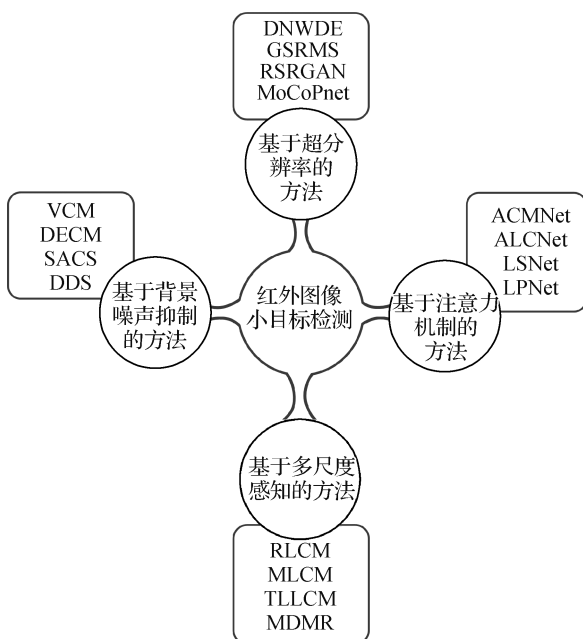 DNWDE
GSRMS
RSRGAN
MoCoPnet
基于超分
辨率的
方法
VCM
DECM
SACS
DDS
基于背景
噪声抑制
的方法
红外图像
小目标检测
ACMNet
ALCNet
LSNet
LPNet
基于注意力
机制的
方法
基于多尺度
感知的方法
RLCM
MLCM
TLLCM
MDMR